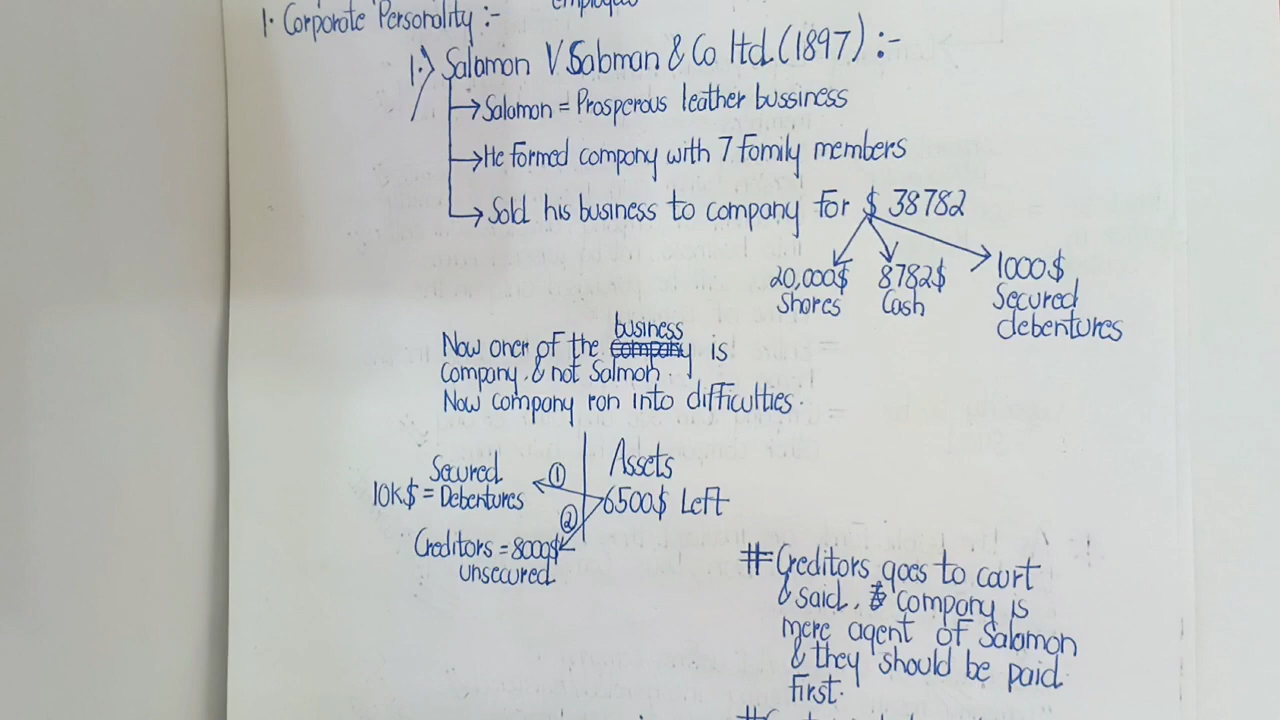 employees
1. Corporate Personality :-
1.) Salomon V Salomon & Co ltd. (1897) :-
→ Salomon = Prosperous leather bussiness
→ He formed company with 7 family members
→ Sold his business to company for $ 38782
20,000$ 8782$ 1000$
Shares Cash Secured
debentures
business
Now oner of the company is
Company & not Salmon.
Now company ran into difficulties.
Secured ① Assets
10K$ = Debentures 6500$ Left
②
Creditors = 8000$
unsecured
# Creditors goes to court
& said, company is
mere agent of Salomon
& they should be paid
first.